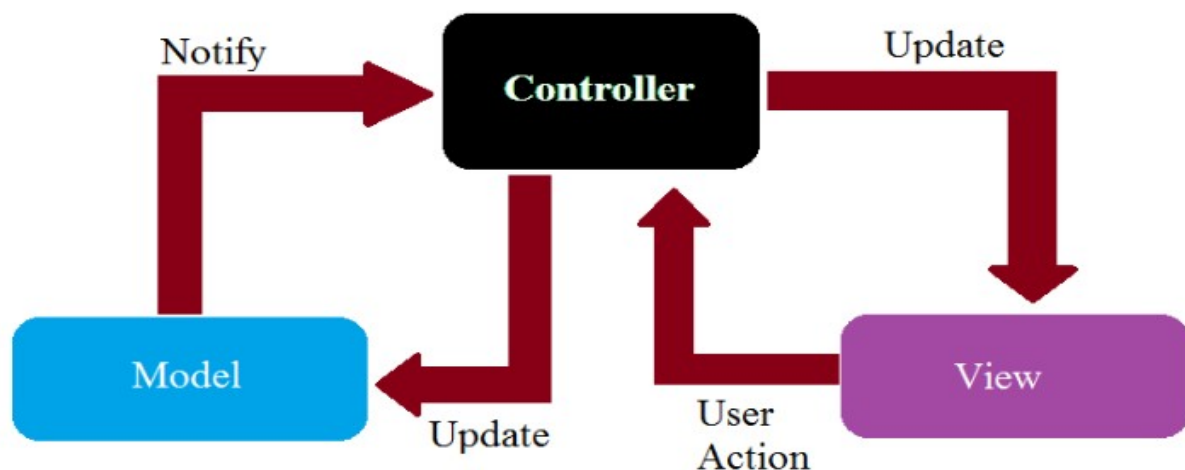 Notify
Controller
Update
Model
Update
User
Action
View